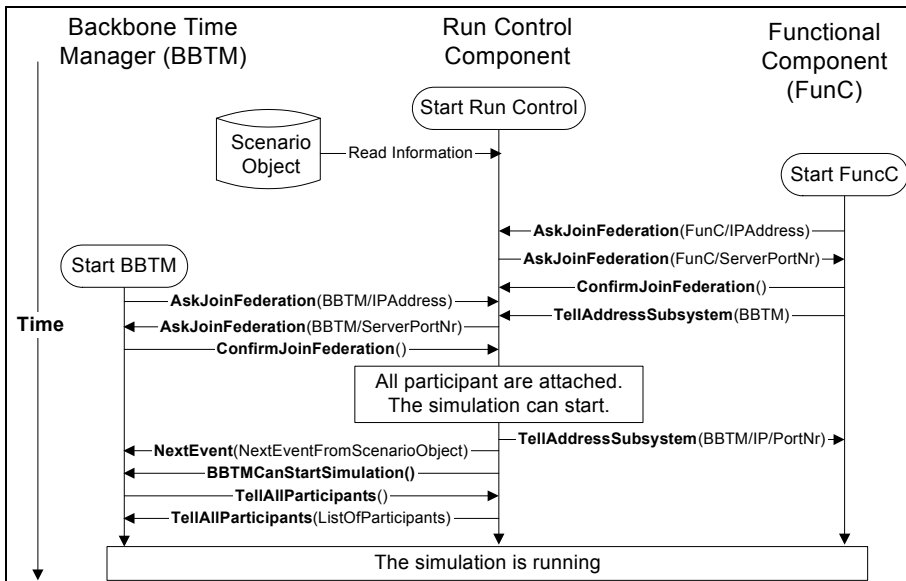 Backbone Time
Manager (BBTM)
Run Control
Component
Functional
Component
(FunC)
Start Run Control
Scenario
Object
Read Information
Start FuncC
AskJoinFederation(FunC/IPAddress)
Start BBTM
AskJoinFederation(FunC/ServerPortNr)
ConfirmJoinFederation()
AskJoinFederation(BBTM/IPAddress)
TellAddressSubsystem(BBTM)
Time
AskJoinFederation(BBTM/ServerPortNr)
ConfirmJoinFederation()
All participant are attached.
The simulation can start.
TellAddressSubsystem(BBTM/IP/PortNr)
NextEvent(NextEventFromScenarioObject)
BBTMCanStartSimulation()
TellAllParticipants()
TellAllParticipants(ListOfParticipants)
The simulation is running